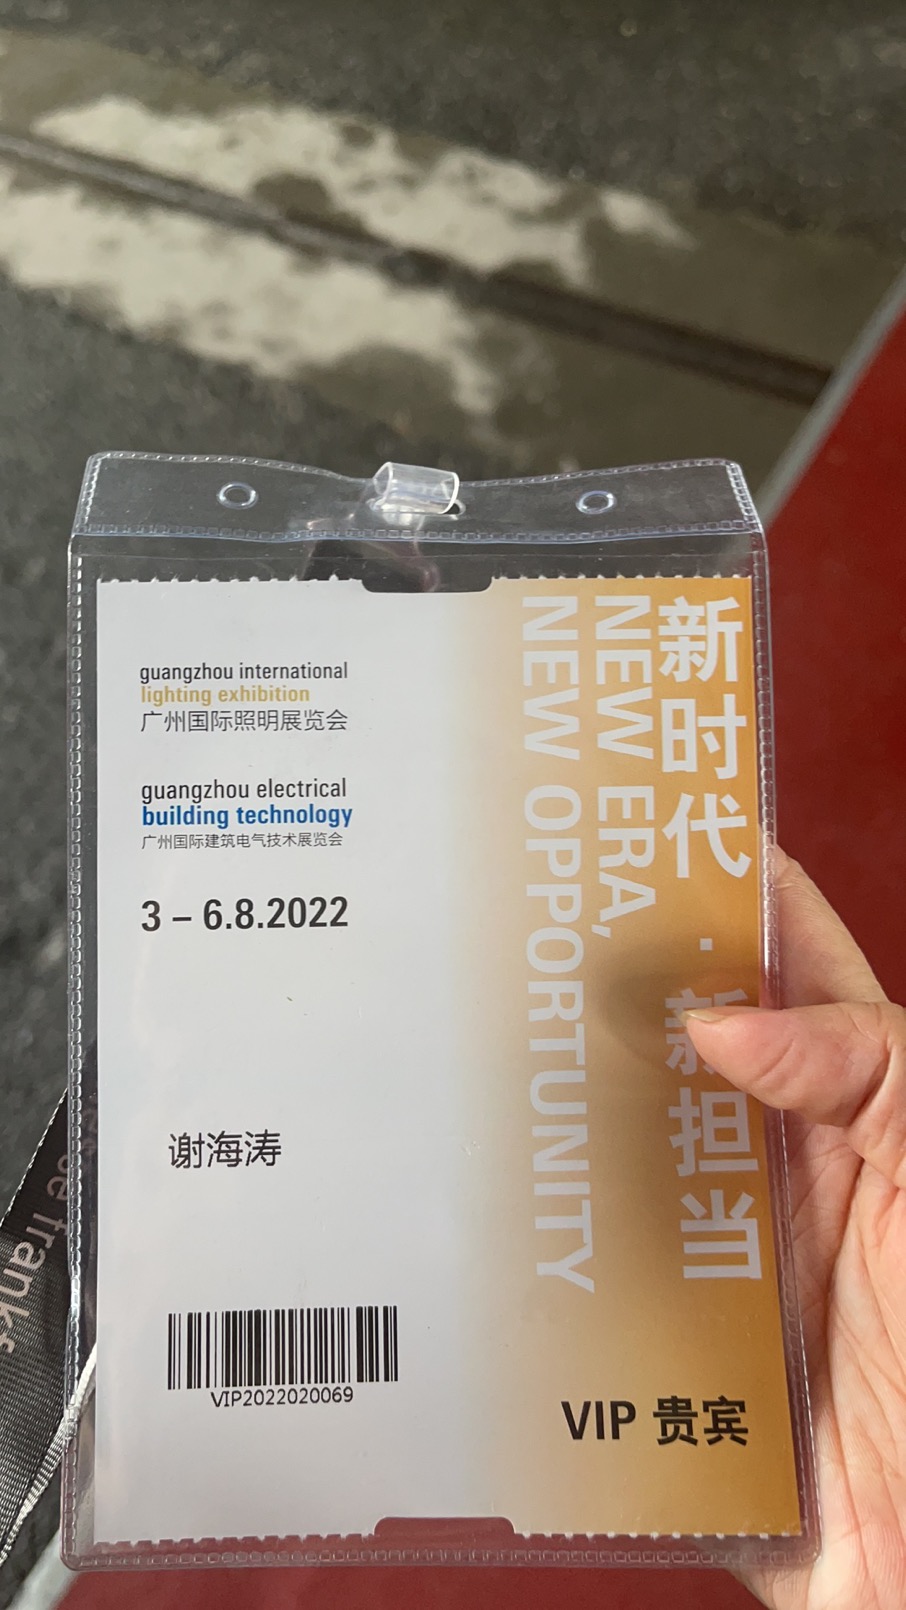 guangzhou international
lighting exhibition
广州国际照明展览会
guangzhou electrical
building technology
广州国际建筑电气技术展览会
3 – 6.8.2022
谢海涛
VIP2022020069
新时代 · 新担当
NEW ERA,
NEW OPPORTUNITY
VIP 贵宾